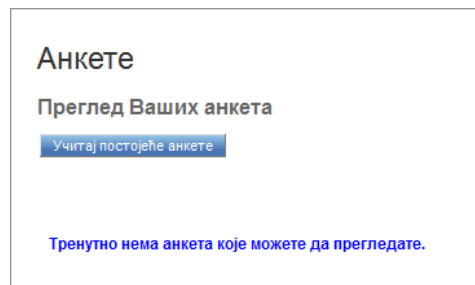 Анкете
Преглед Ваших анкета
Учитај постојеће анкете
Тренутно нема анкета које можете да прегледате.